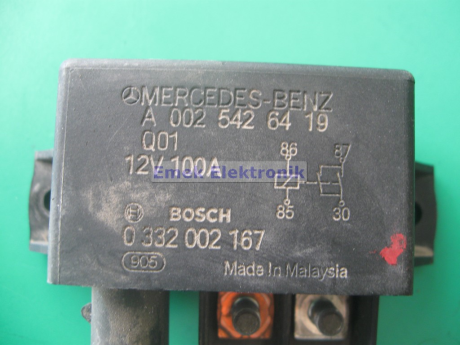 MERCEDES-BENZ
A 002 542 64 19
Q01
12V 100A
Emek Elektronik
86 87
85 30
BOSCH
0 332 002 167
905
Made In Malaysia